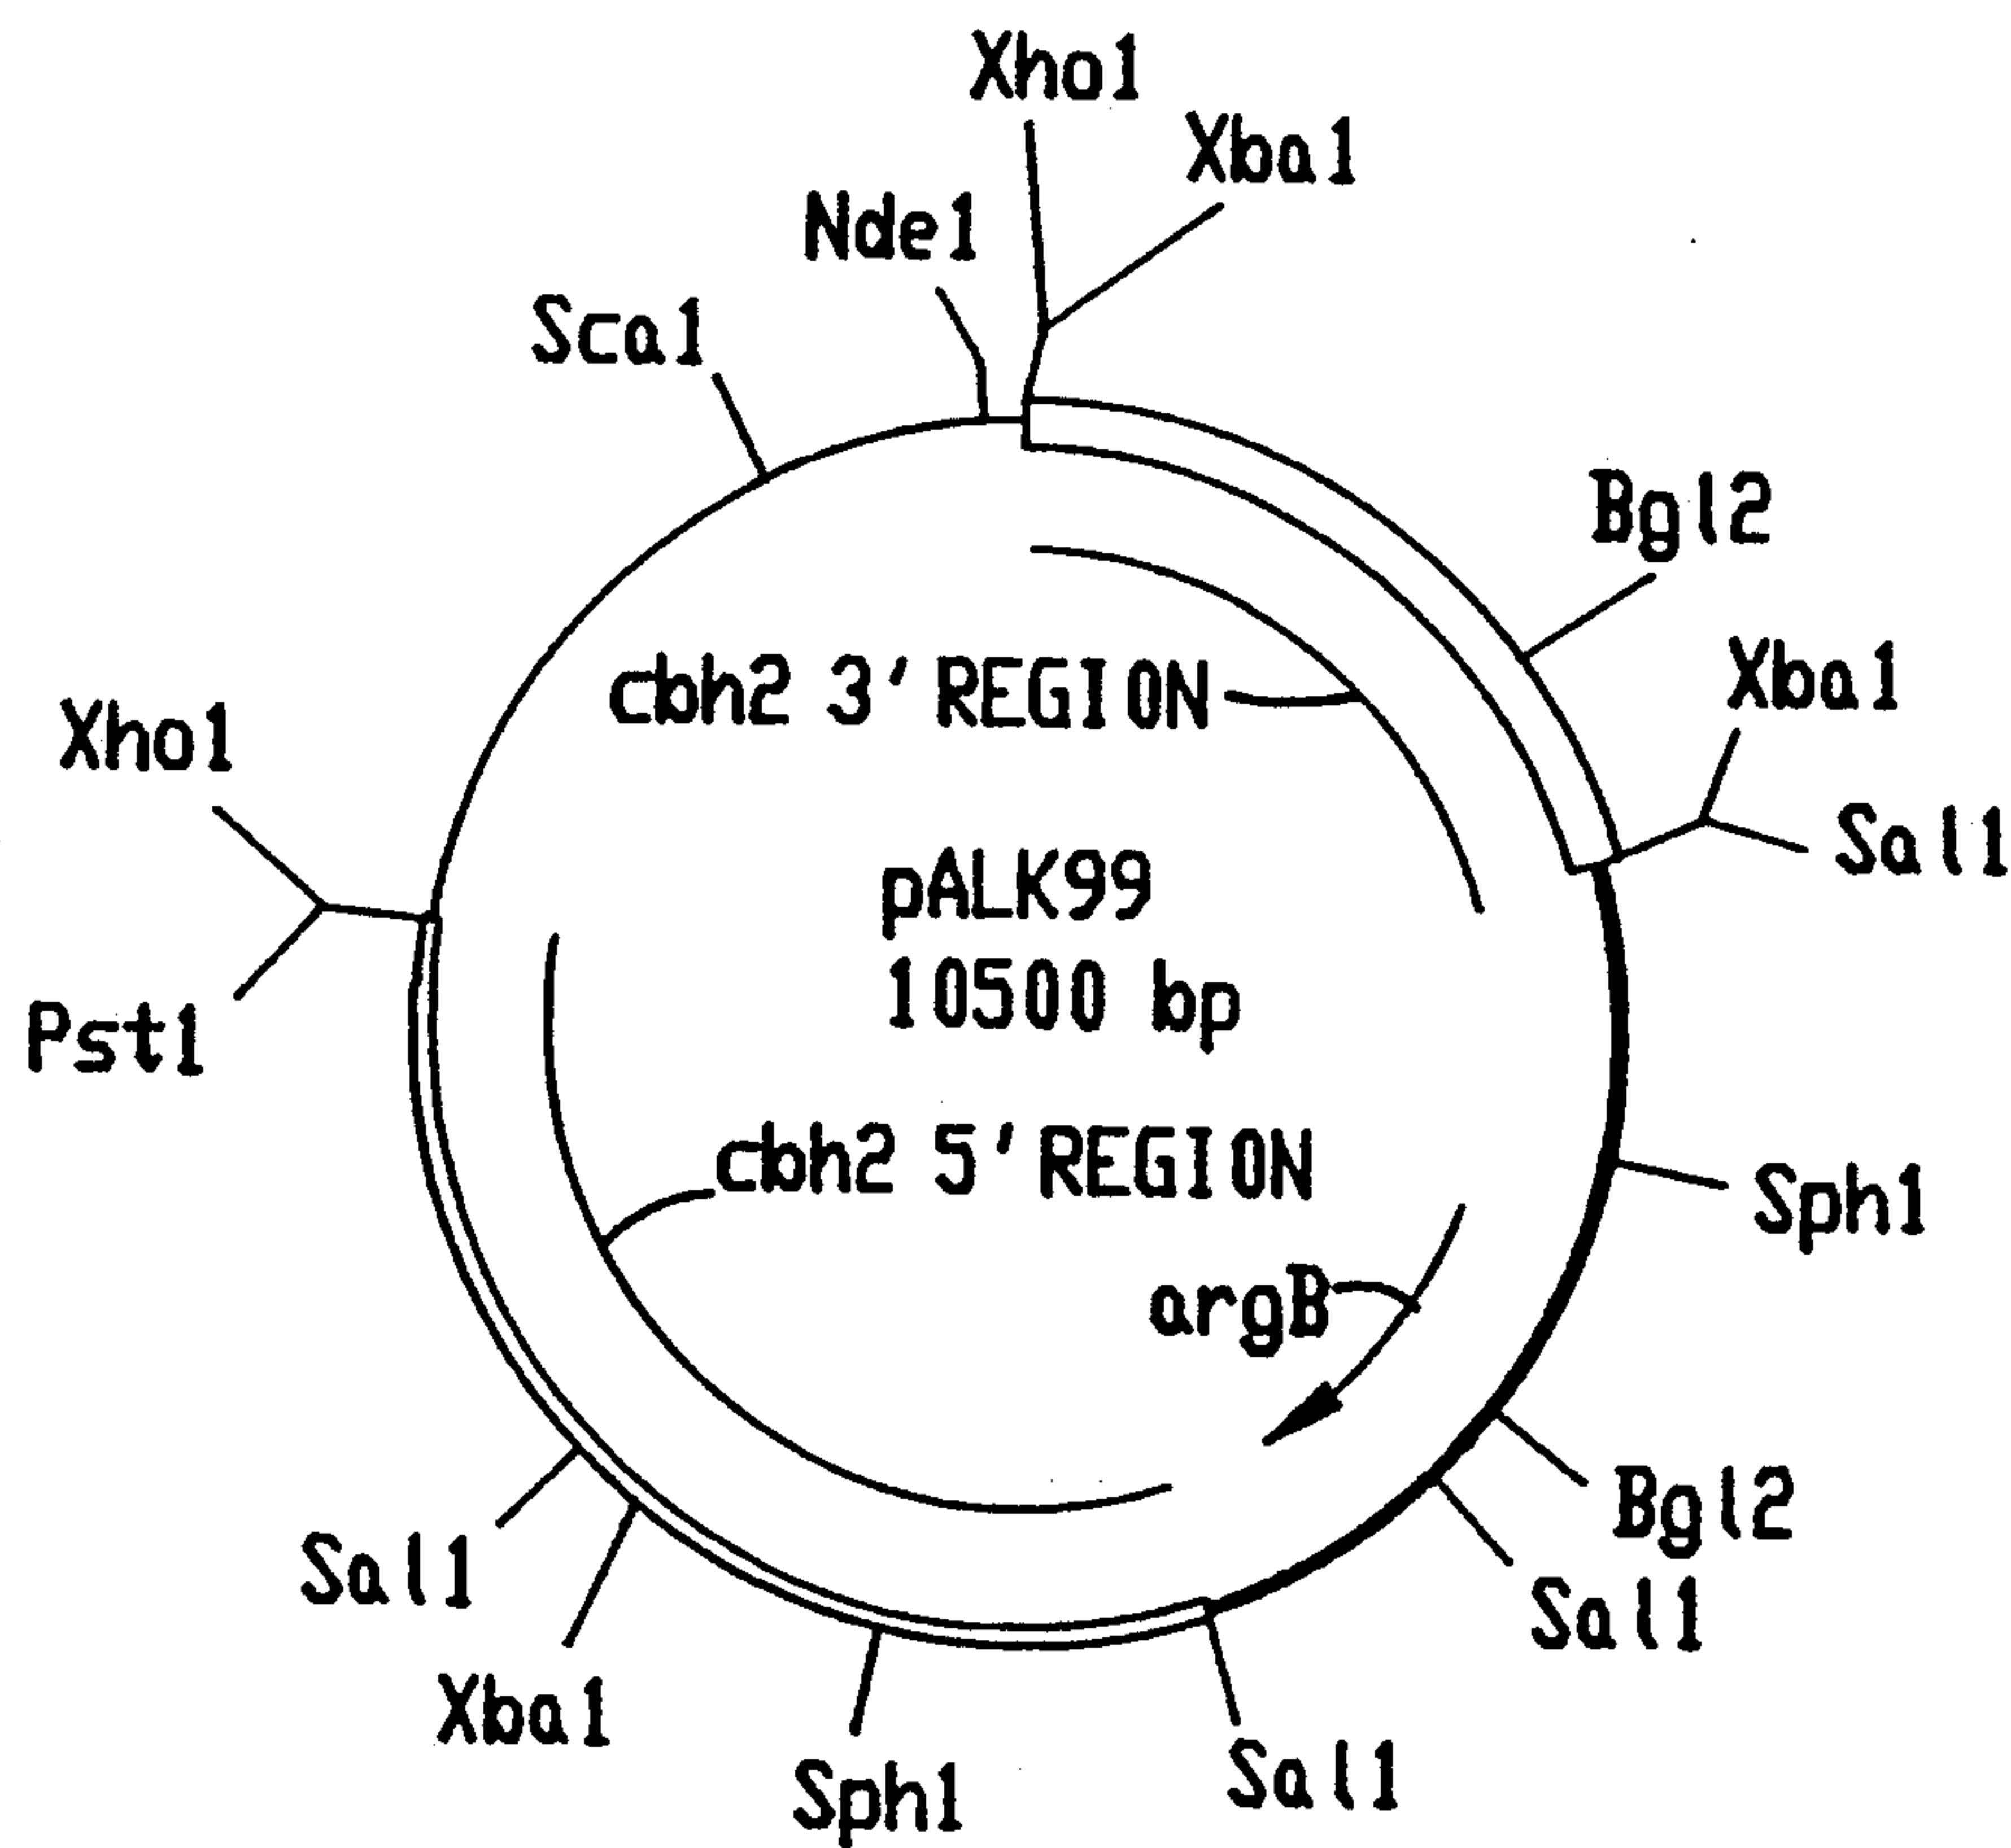 Xho1
Xba1
Nde1
Sca1
Bgl2
Xba1
cbh2 3' REGION
Xho1
Sal1
pALK99
10500 bp
Pst1
cbh2 5' REGION
Sph1
argB
Bgl2
Sal1
Sal1
Xba1
Sph1
Sal1